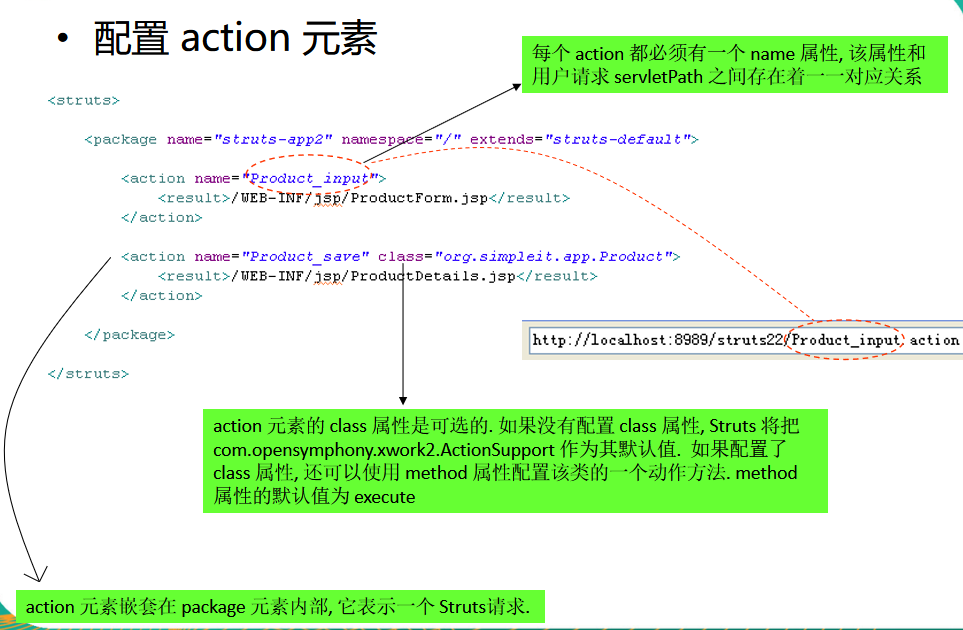 • 配置 action 元素
每个 action 都必须有一个 name 属性, 该属性和
用户请求 servletPath 之间存在着一一对应关系
<struts>
<package name="struts-app2" namespace="/" extends="struts-default">
<action name="Product_input">
<result>/WEB-INF/jsp/ProductForm.jsp</result>
</action>
<action name="Product_save" class="org.simpleit.app.Product">
<result>/WEB-INF/jsp/ProductDetails.jsp</result>
</action>
</package>
</struts>
http://localhost:8989/struts22/Product_input.action
action 元素的 class 属性是可选的. 如果没有配置 class 属性, Struts 将把
com.opensymphony.xwork2.ActionSupport 作为其默认值. 如果配置了
class 属性, 还可以使用 method 属性配置该类的一个动作方法. method
属性的默认值为 execute
action 元素嵌套在 package 元素内部, 它表示一个 Struts请求.